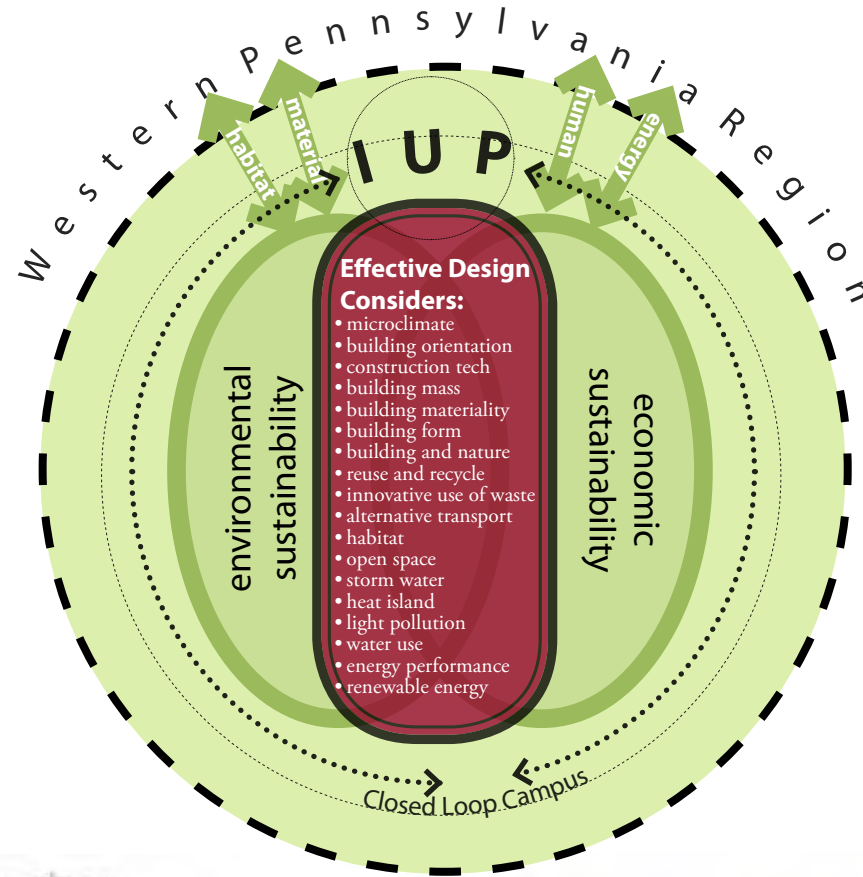 Western Pennsylvania Region
habitat
material
human
energy
IUP
Effective Design
Considers:
• microclimate
• building orientation
• construction tech
• building mass
• building materiality
• building form
• building and nature
• reuse and recycle
• innovative use of waste
• alternative transport
• habitat
• open space
• storm water
• heat island
• light pollution
• water use
• energy performance
• renewable energy
environmental
sustainability
economic
sustainability
Closed Loop Campus